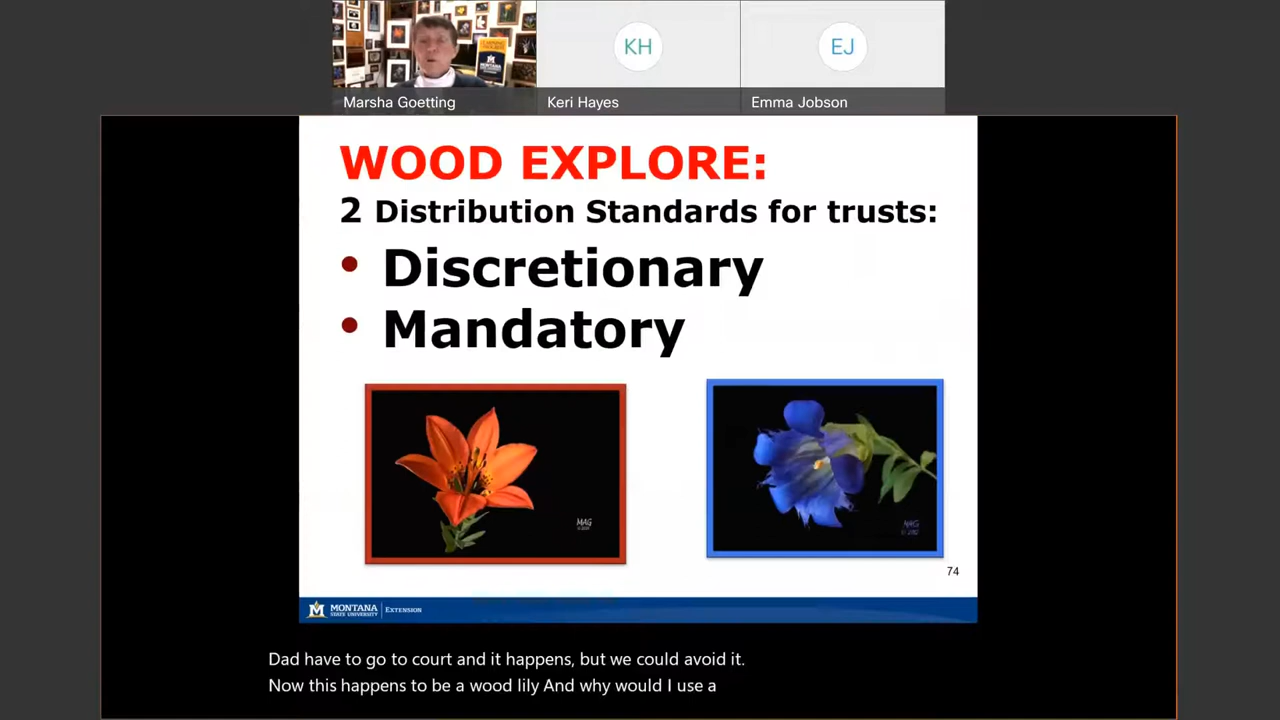 KH
EJ
Marsha Goetting
Keri Hayes
Emma Jobson
WOOD EXPLORE:
2 Distribution Standards for trusts:
• Discretionary
• Mandatory
MAG
MAG
74
MONTANA
STATE UNIVERSITY
EXTENSION
Dad have to go to court and it happens, but we could avoid it.
Now this happens to be a wood lily And why would I use a